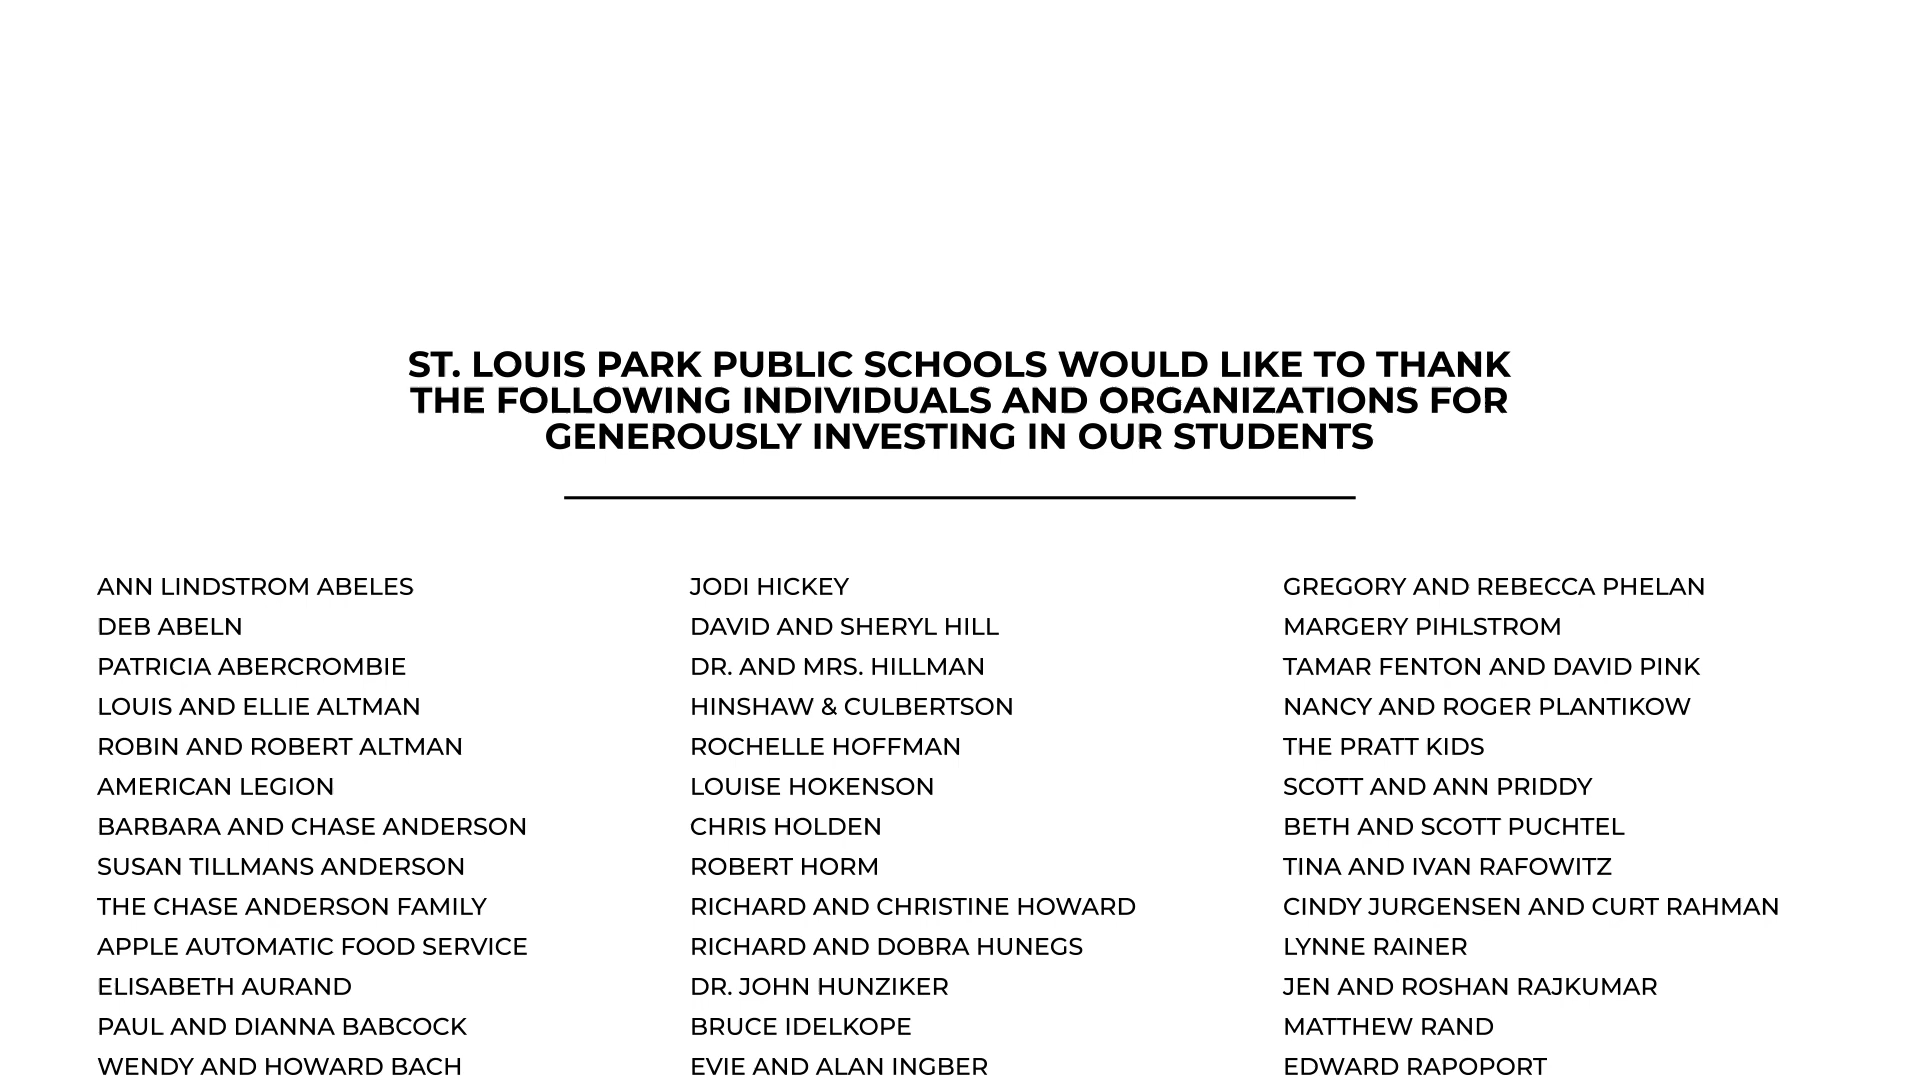 ST. LOUIS PARK PUBLIC SCHOOLS WOULD LIKE TO THANK
THE FOLLOWING INDIVIDUALS AND ORGANIZATIONS FOR
GENEROUSLY INVESTING IN OUR STUDENTS
ANN LINDSTROM ABELES
DEB ABELN
PATRICIA ABERCROMBIE
LOUIS AND ELLIE ALTMAN
ROBIN AND ROBERT ALTMAN
AMERICAN LEGION
BARBARA AND CHASE ANDERSON
SUSAN TILLMANS ANDERSON
THE CHASE ANDERSON FAMILY
APPLE AUTOMATIC FOOD SERVICE
ELISABETH AURAND
PAUL AND DIANNA BABCOCK
WENDY AND HOWARD BACH
JODI HICKEY
DAVID AND SHERYL HILL
DR. AND MRS. HILLMAN
HINSHAW & CULBERTSON
ROCHELLE HOFFMAN
LOUISE HOKENSON
CHRIS HOLDEN
ROBERT HORM
RICHARD AND CHRISTINE HOWARD
RICHARD AND DOBRA HUNEGS
DR. JOHN HUNZIKER
BRUCE IDELKOPE
EVIE AND ALAN INGBER
GREGORY AND REBECCA PHELAN
MARGERY PIHLSTROM
TAMAR FENTON AND DAVID PINK
NANCY AND ROGER PLANTIKOW
THE PRATT KIDS
SCOTT AND ANN PRIDDY
BETH AND SCOTT PUCHTEL
TINA AND IVAN RAFOWITZ
CINDY JURGENSEN AND CURT RAHMAN
LYNNE RAINER
JEN AND ROSHAN RAJKUMAR
MATTHEW RAND
EDWARD RAPOPORT